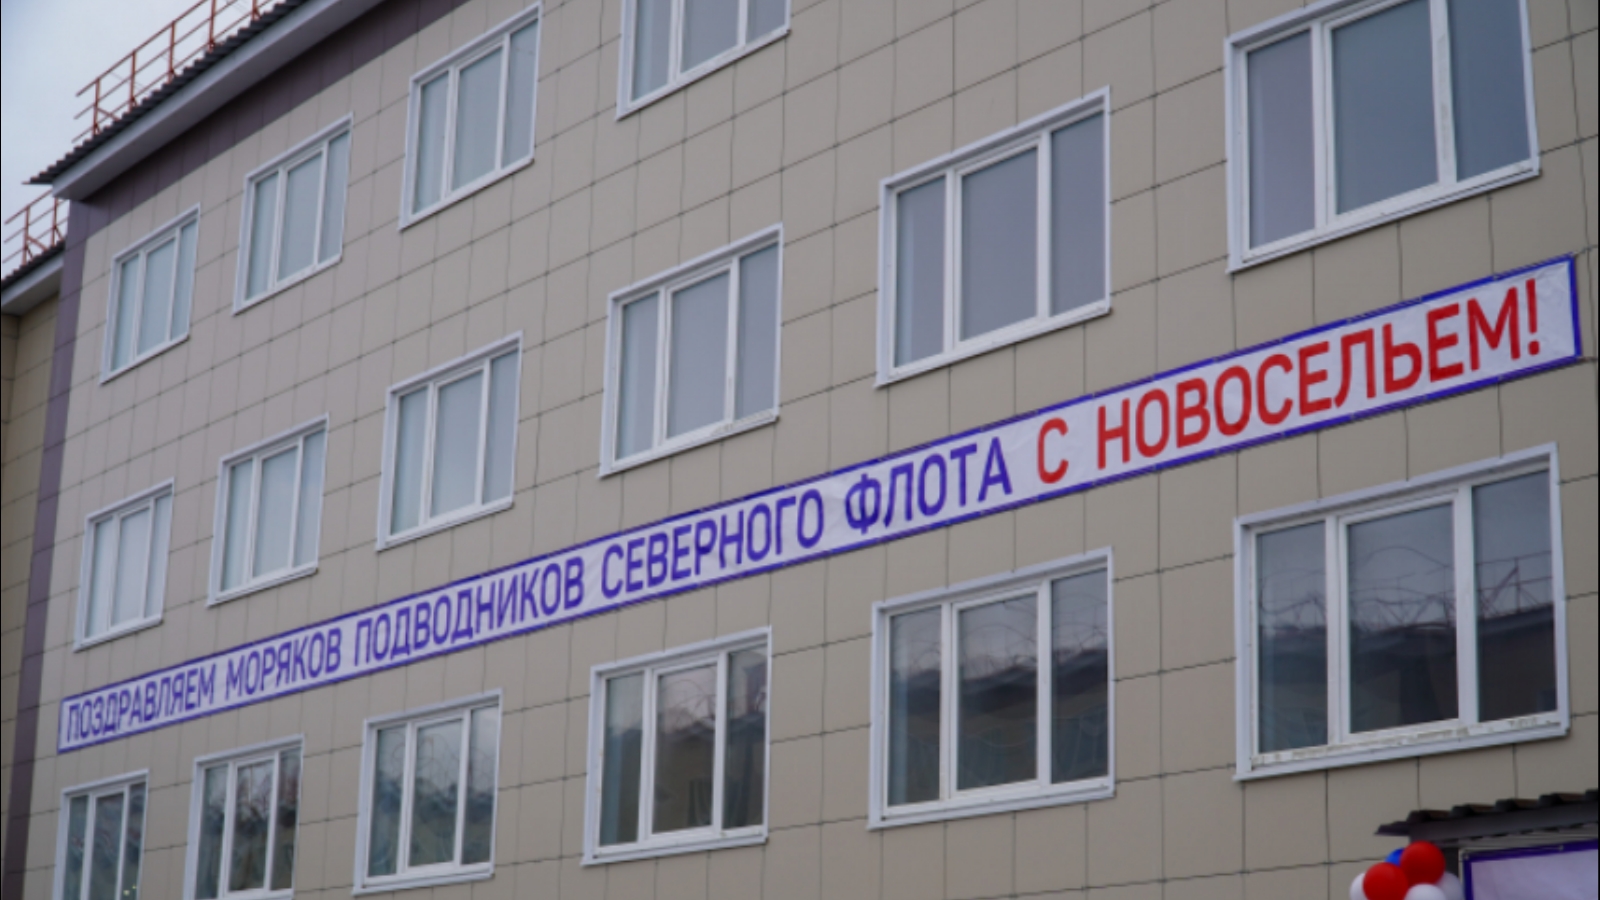 ПОЗДРАВЛЯЕМ МОРЯКОВ ПОДВОДНИКОВ СЕВЕРНОГО ФЛОТА С НОВОСЕЛЬЕМ!